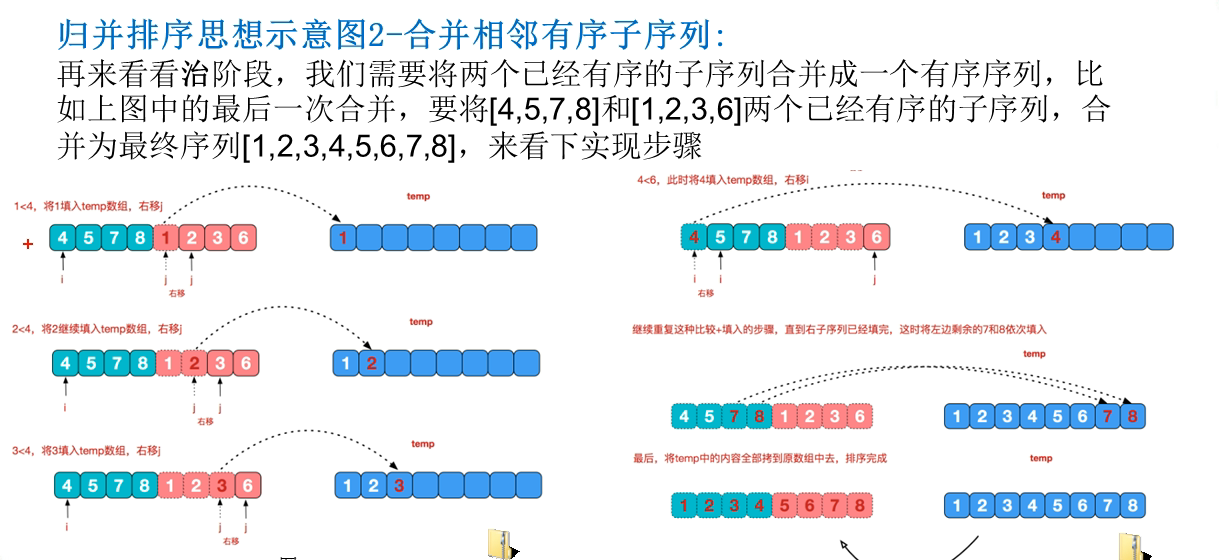 归并排序思想示意图2-合并相邻有序子序列:
再来看看治阶段，我们需要将两个已经有序的子序列合并成一个有序序列，比
如上图中的最后一次合并，要将[4,5,7,8]和[1,2,3,6]两个已经有序的子序列，合
并为最终序列[1,2,3,4,5,6,7,8]，来看下实现步骤
1<4，将1填入temp数组，右移j
temp
+
4 5 7 8 1 2 3 6
1
i
j
j
右移
2<4，将2继续填入temp数组，右移j
temp
4 5 7 8 1 2 3 6
1 2
i
j
j
右移
3<4，将3填入temp数组，右移j
temp
4 5 7 8 1 2 3 6
1 2 3
i
j
j
右移
4<6，此时将4填入temp数组，右移i
temp
4 5 7 8 1 2 3 6
1 2 3 4
i
i
j
右移
继续重复这种比较+填入的步骤，直到右子序列已经填完，这时将左边剩余的7和8依次填入
temp
4 5 7 8 1 2 3 6
1 2 3 4 5 6 7 8
最后，将temp中的内容全部拷到原数组中去，排序完成
temp
1 2 3 4 5 6 7 8
1 2 3 4 5 6 7 8